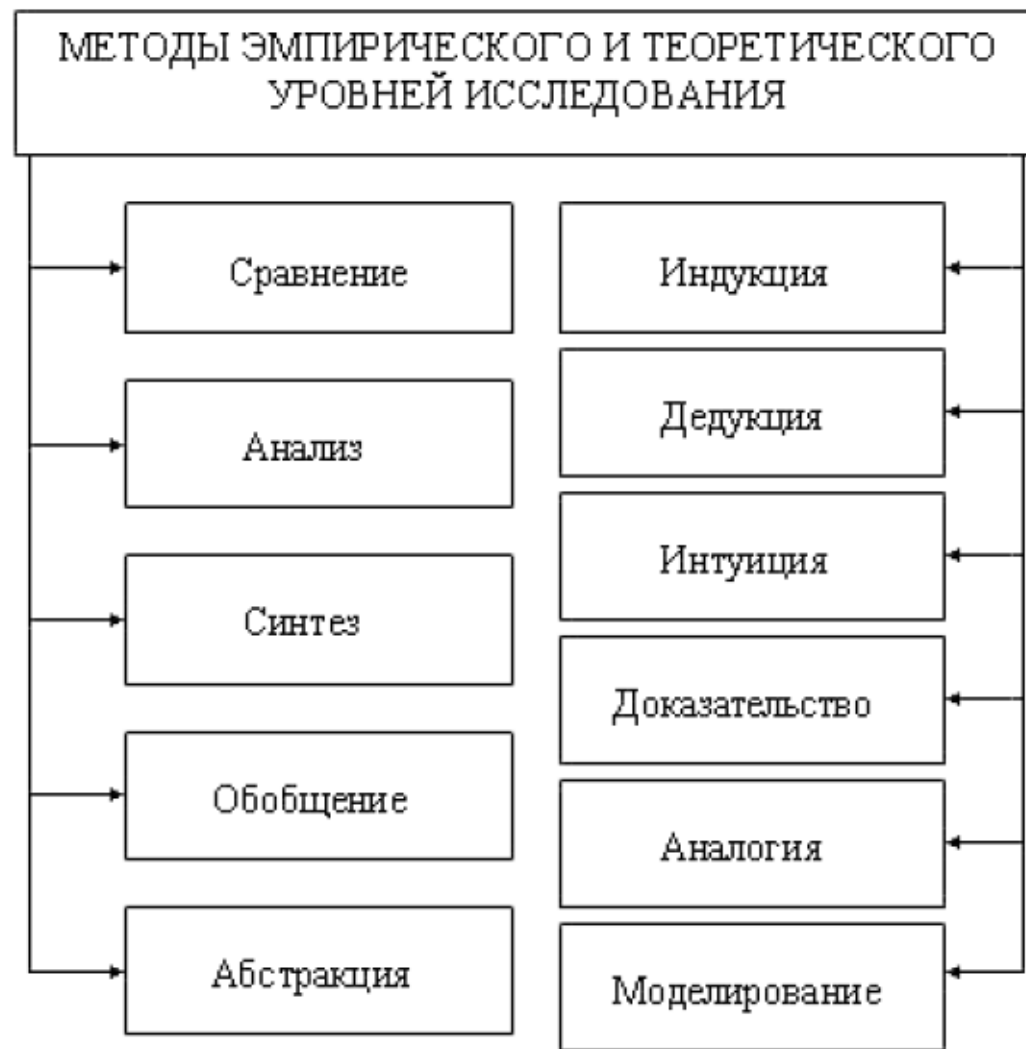 МЕТОДЫ ЭМПИРИЧЕСКОГО И ТЕОРЕТИЧЕСКОГО
УРОВНЕЙ ИССЛЕДОВАНИЯ
Сравнение
Анализ
Синтез
Обобщение
Абстракция
Индукция
Дедукция
Интуиция
Доказательство
Аналогия
Моделирование